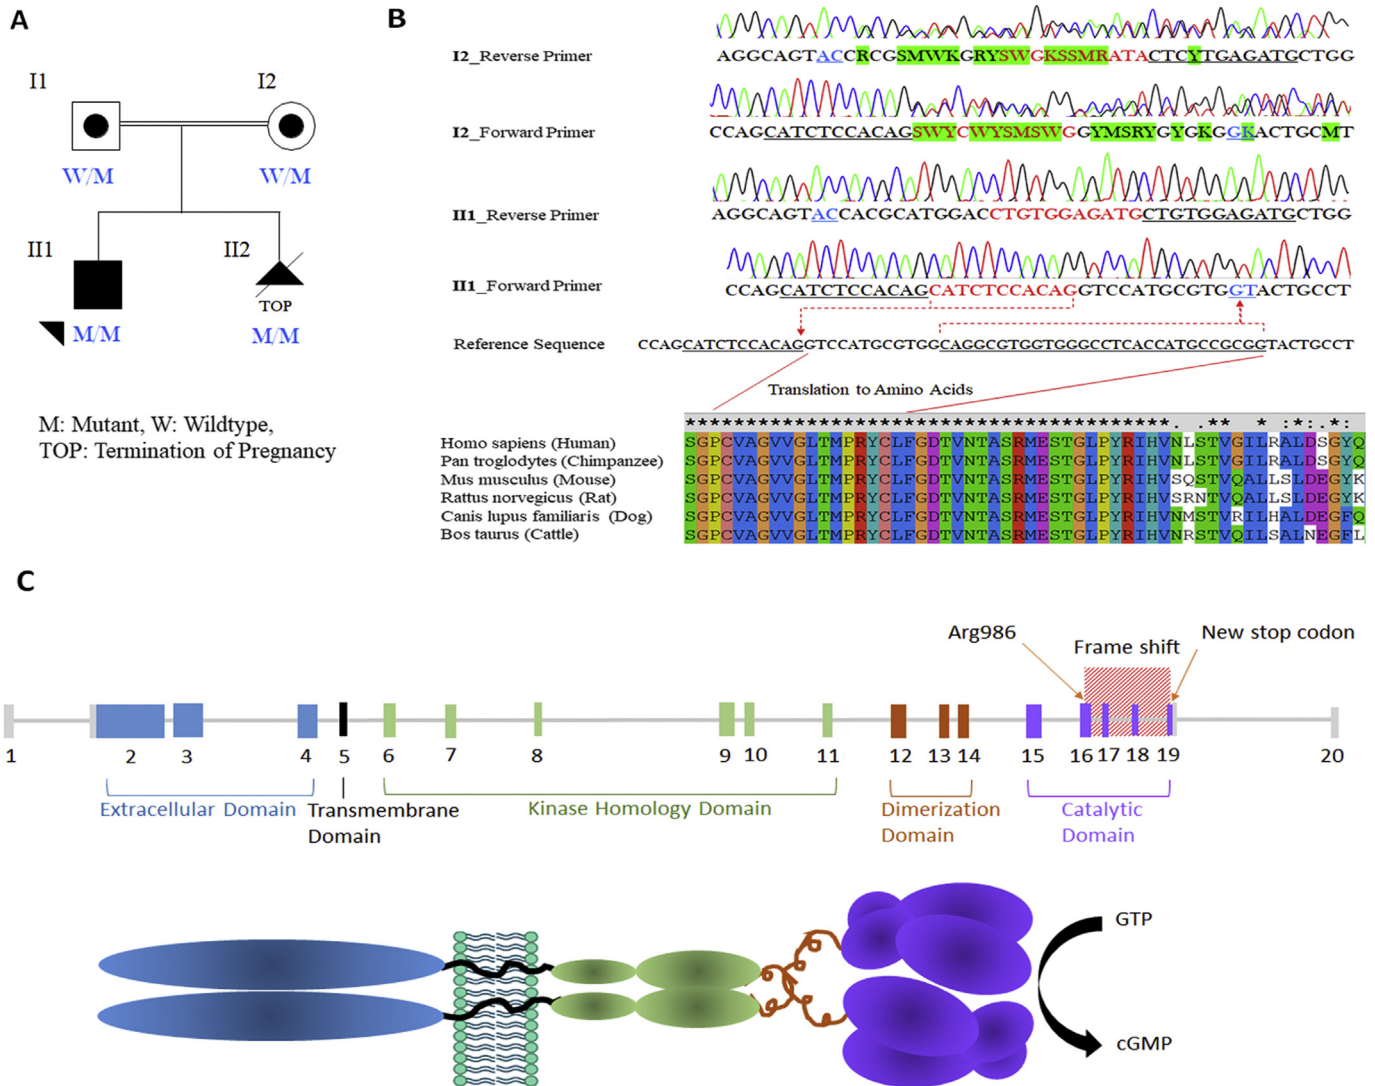 A
I1
I2
W/M
W/M
II1
II2
TOP
M/M
M/M
M: Mutant, W: Wildtype,
TOP: Termination of Pregnancy
B
I2_Reverse Primer
AGGCAGTACCRCGSMWKGRYSWGKSSMRATACTCYTGAGATGCTGG
I2_Forward Primer
CCAGCATCTCCACAGSWYCWYSMSWGGYMSRYGYGKGGKACTGCMT
II1_Reverse Primer
AGGCAGTACCACGCATGGACCTGTGGAGATGCTGTGGAGATGCTGG
II1_Forward Primer
CCAGCATCTCCACAGCATCTCCACAGGTCCATGCGTGGTACTGCCT
Reference Sequence
CCAGCATCTCCACAGGTCCATGCGTGGCAGGCGTGGTGGGCCTCACCATGCCGCGGTACTGCCT
Translation to Amino Acids
Homo sapiens (Human)
SGPCVAGVVGLTMPRYCLFGDTVNTASRMESTGLPYRIHVNLSTVGILRALDSGYQ
Pan troglodytes (Chimpanzee)
SGPCVAGVVGLTMPRYCLFGDTVNTASRMESTGLPYRIHVNLSTVGILRALDSGYQ
Mus musculus (Mouse)
SGPCVAGVVGLTMPRYCLFGDTVNTASRMESTGLPYRIHVSQSTVQALLSLDEGYK
Rattus norvegicus (Rat)
SGPCVAGVVGLTMPRYCLFGDTVNTASRMESTGLPYRIHVSRNTVQALLSLDEGYK
Canis lupus familiaris (Dog)
SGPCVAGVVGLTMPRYCLFGDTVNTASRMESTGLPYRIHVNMSTVRILHALDEGFQ
Bos taurus (Cattle)
SGPCVAGVVGLTMPRYCLFGDTVNTASRMESTGLPYRIHVNRSTVQILSALNEGFL
C
Arg986
Frame shift
New stop codon
1 2 3 4 5 6 7 8 9 10 11 12 13 14 15 16 17 18 19 20
Extracellular Domain
Transmembrane
Domain
Kinase Homology Domain
Dimerization
Domain
Catalytic
Domain
GTP
cGMP